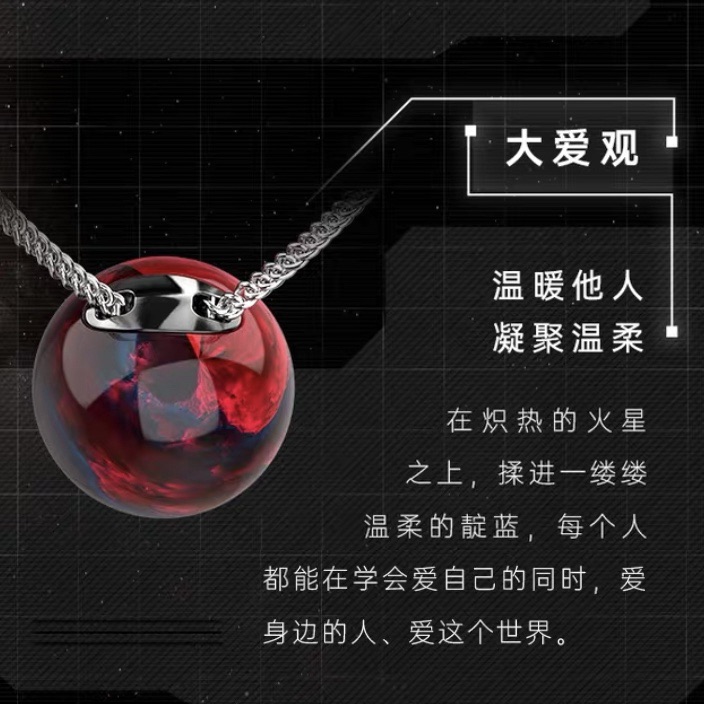 大爱观
温暖他人
凝聚温柔
在炽热的火星
之上，揉进一缕缕
温柔的靛蓝，每个人
都能在学会爱自己的同时，爱
身边的人、爱这个世界。